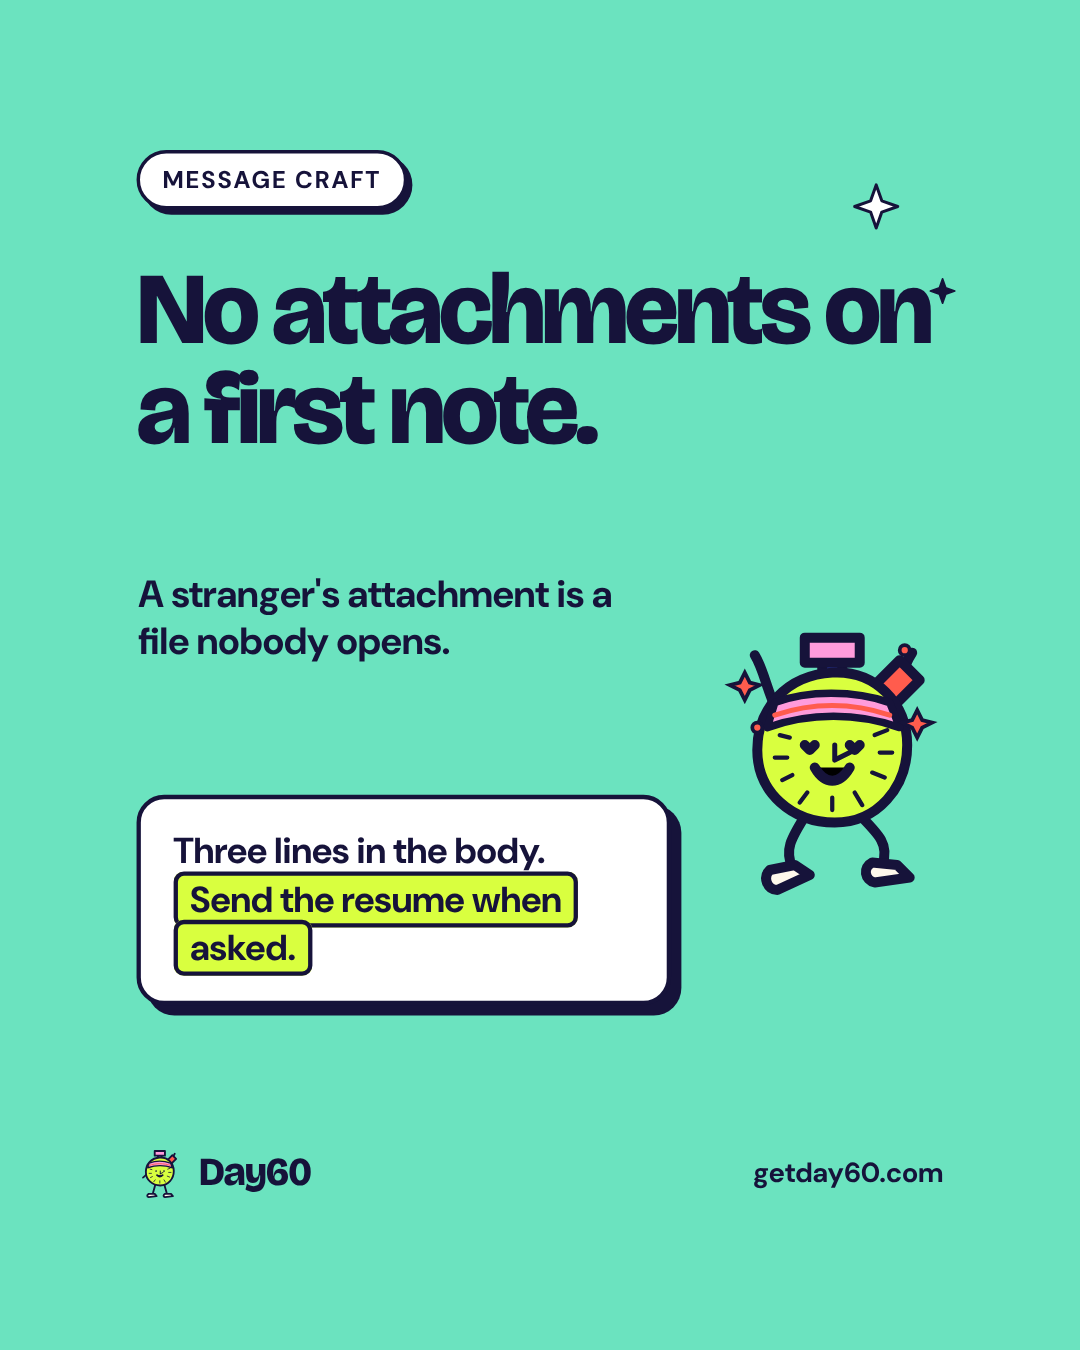 MESSAGE CRAFT
No attachments on
a first note.
A stranger's attachment is a
file nobody opens.
Three lines in the body.
Send the resume when
asked.
Day60
getday60.com